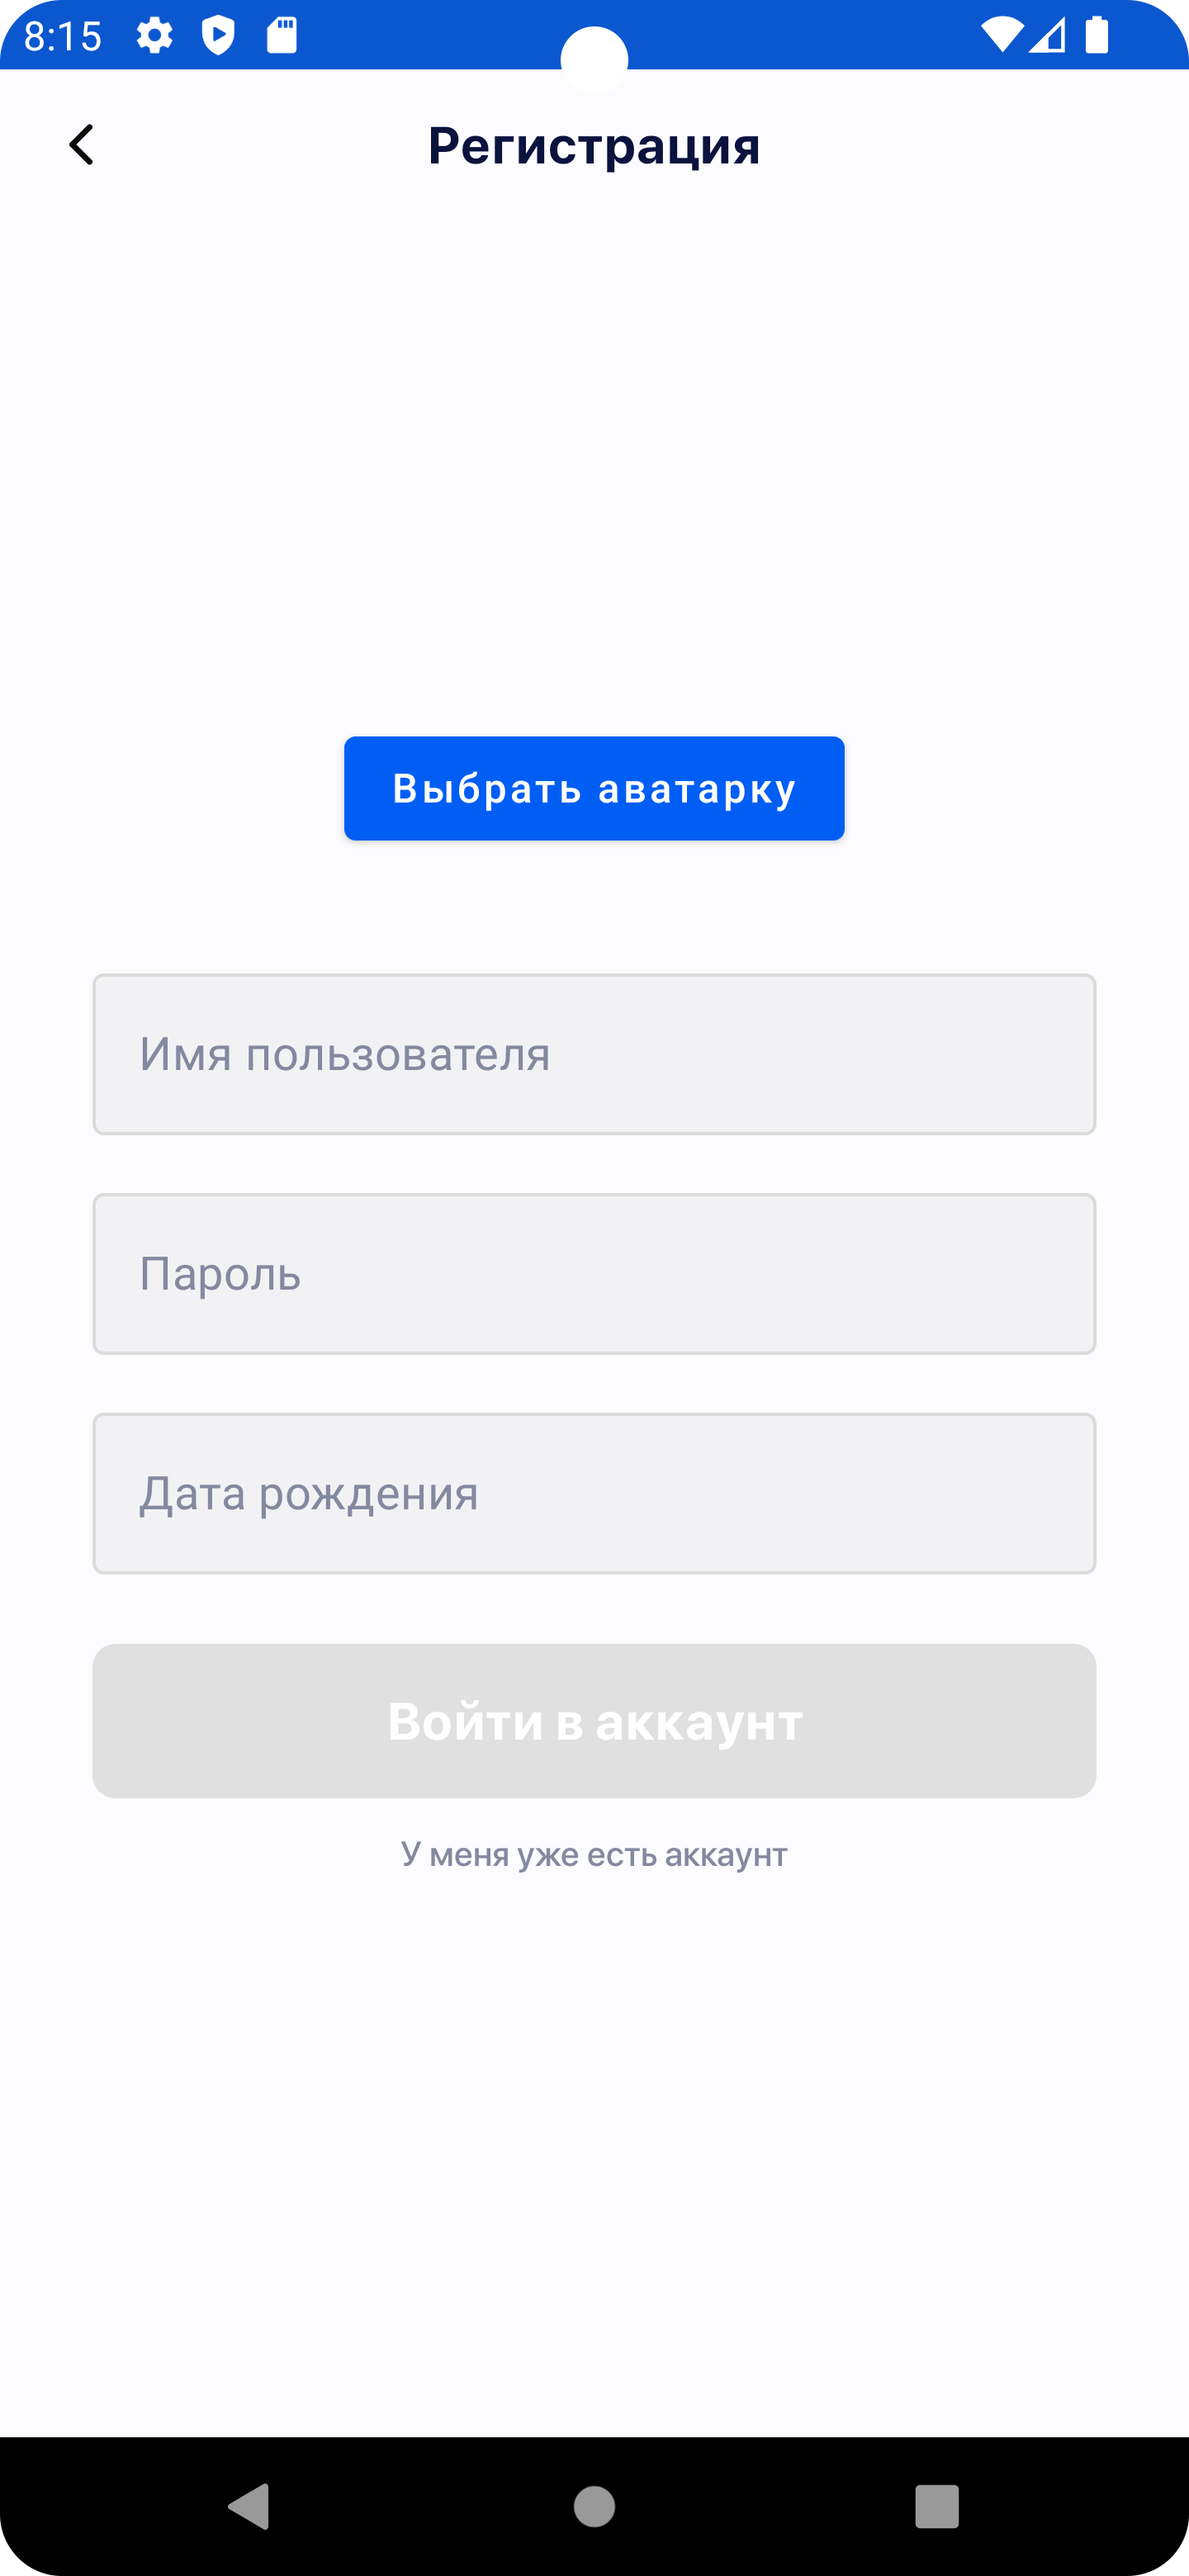 8:15
Регистрация
Выбрать аватарку
Имя пользователя
Пароль
Дата рождения
Войти в аккаунт
У меня уже есть аккаунт